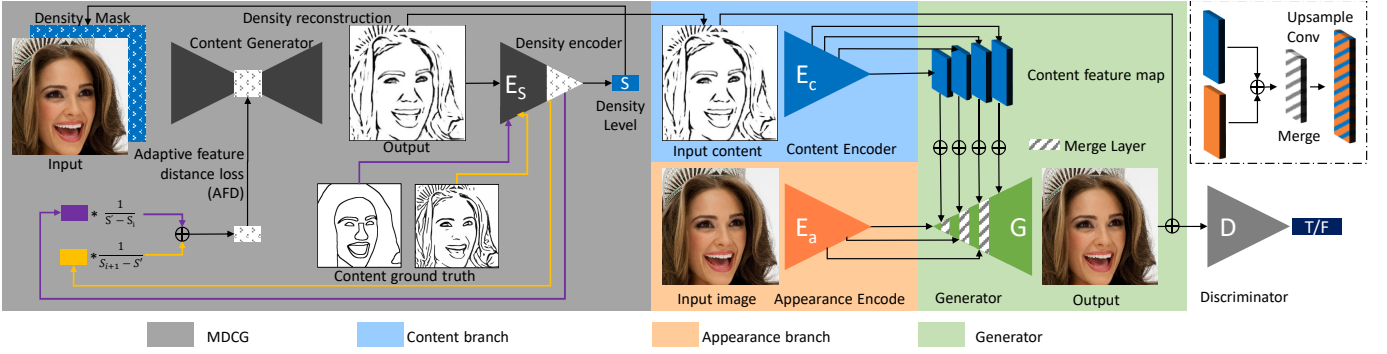 Density Mask
Density reconstruction
Content Generator
Density encoder
E_S
S
Density
Level
Input
Output
Adaptive feature
distance loss
(AFD)
* 1 / (S' − S_i)
* 1 / (S_{i+1} − S')
Content ground truth
E_c
Input content
Content Encoder
Content feature map
Merge Layer
E_a
Input image
Appearance Encode
G
Generator
Output
D
T/F
Discriminator
Upsample
Conv
Merge
MDCG
Content branch
Appearance branch
Generator